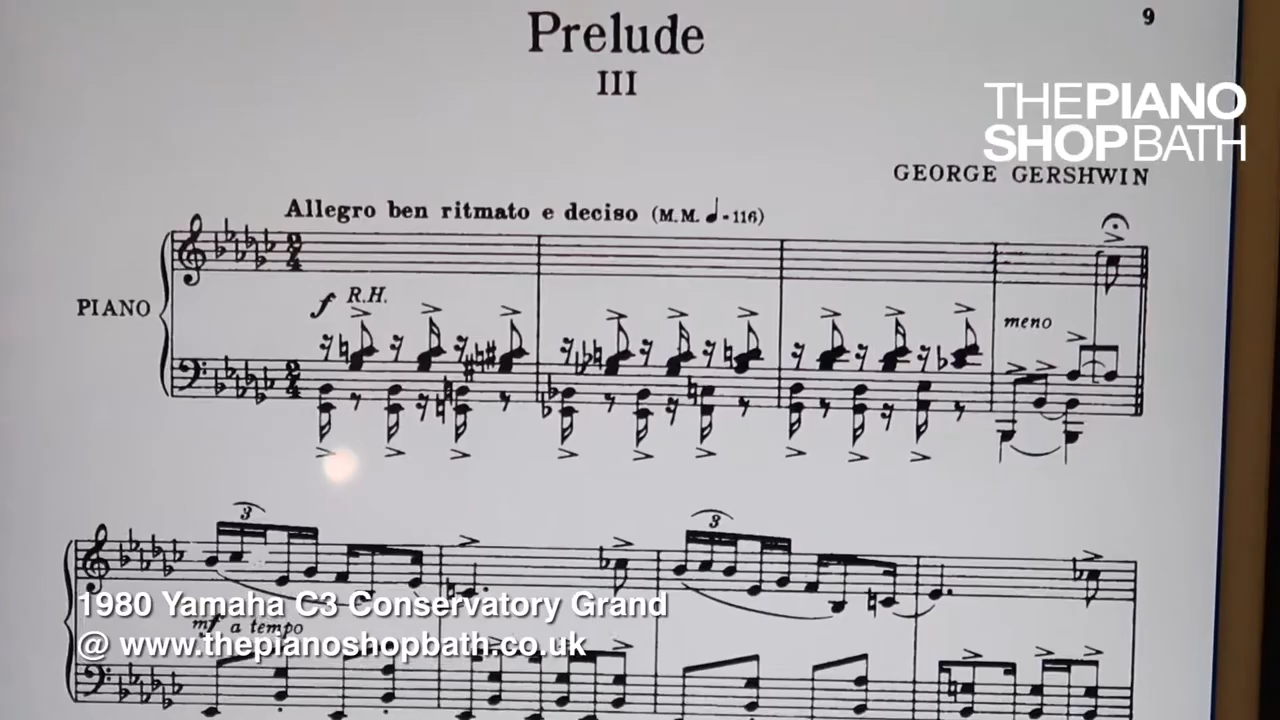 Prelude
9
III
THEPIANO
SHOPBATH
GEORGE GERSHWIN
Allegro ben ritmato e deciso (M.M. ♩-116)
PIANO
f R.H.
meno
3
3
1980 Yamaha C3 Conservatory Grand
mf a tempo
@ www.thepianoshopbath.co.uk